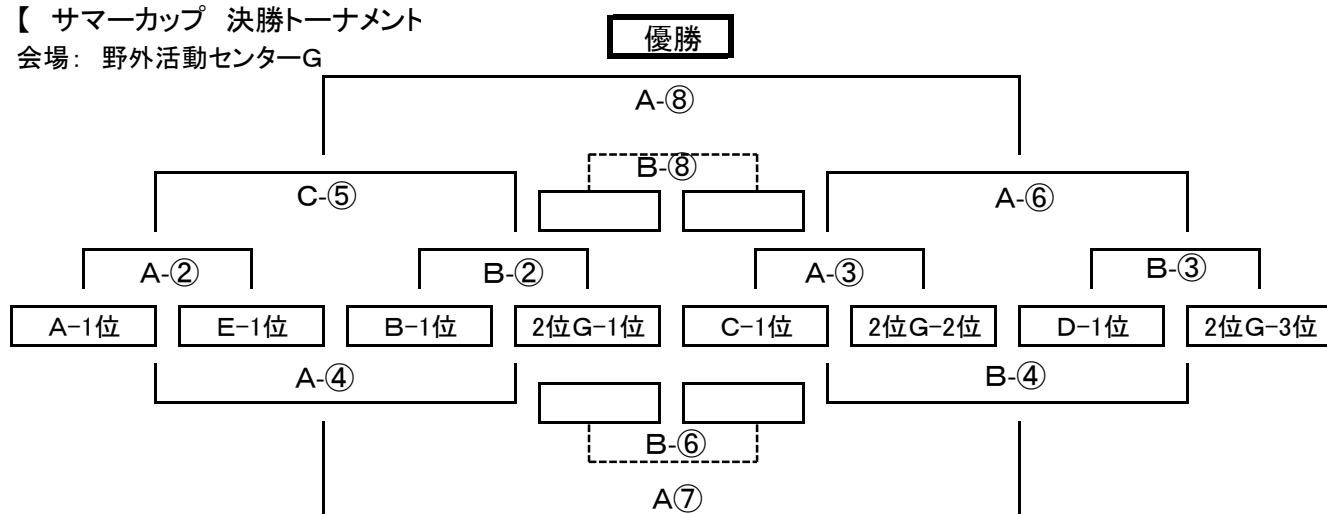 【 サマーカップ 決勝トーナメント
優勝
会場: 野外活動センターG
A-⑧
B-⑧
C-⑤
A-⑥
A-②
B-②
A-③
B-③
A-1位
E-1位
B-1位
2位G-1位
C-1位
2位G-2位
D-1位
2位G-3位
A-④
B-④
B-⑥
A⑦